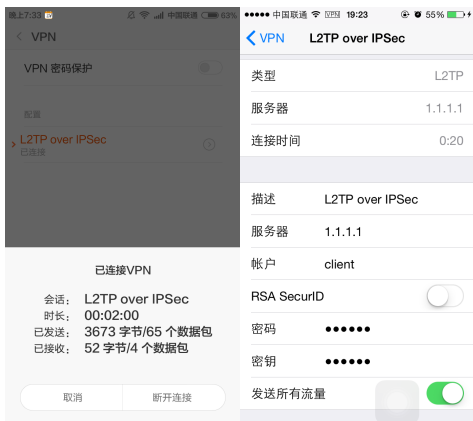 晚上7:33 中国联通 63%
VPN
VPN 密码保护
配置
L2TP over IPSec
已连接
已连接VPN
会话: L2TP over IPSec
时长: 00:02:00
已发送: 3673 字节/65 个数据包
已接收: 52 字节/4 个数据包
取消 断开连接
中国联通 VPN 19:23 55%
VPN L2TP over IPSec
类型 L2TP
服务器 1.1.1.1
连接时间 0:20
描述 L2TP over IPSec
服务器 1.1.1.1
帐户 client
RSA SecurID
密码 ●●●●●●
密钥 ●●●●●●
发送所有流量